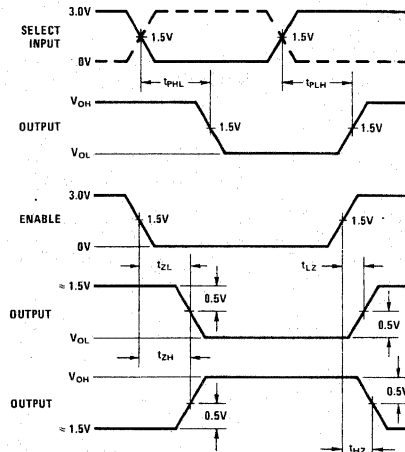 3.0V
SELECT INPUT
1.5V
1.5V
0V
tPHL
tPLH
VOH
OUTPUT
1.5V
1.5V
VOL
3.0V
ENABLE
1.5V
1.5V
0V
tZL
tLZ
≈ 1.5V
0.5V
OUTPUT
0.5V
VOL
tZH
VOH
OUTPUT
0.5V
0.5V
≈ 1.5V
tHZ